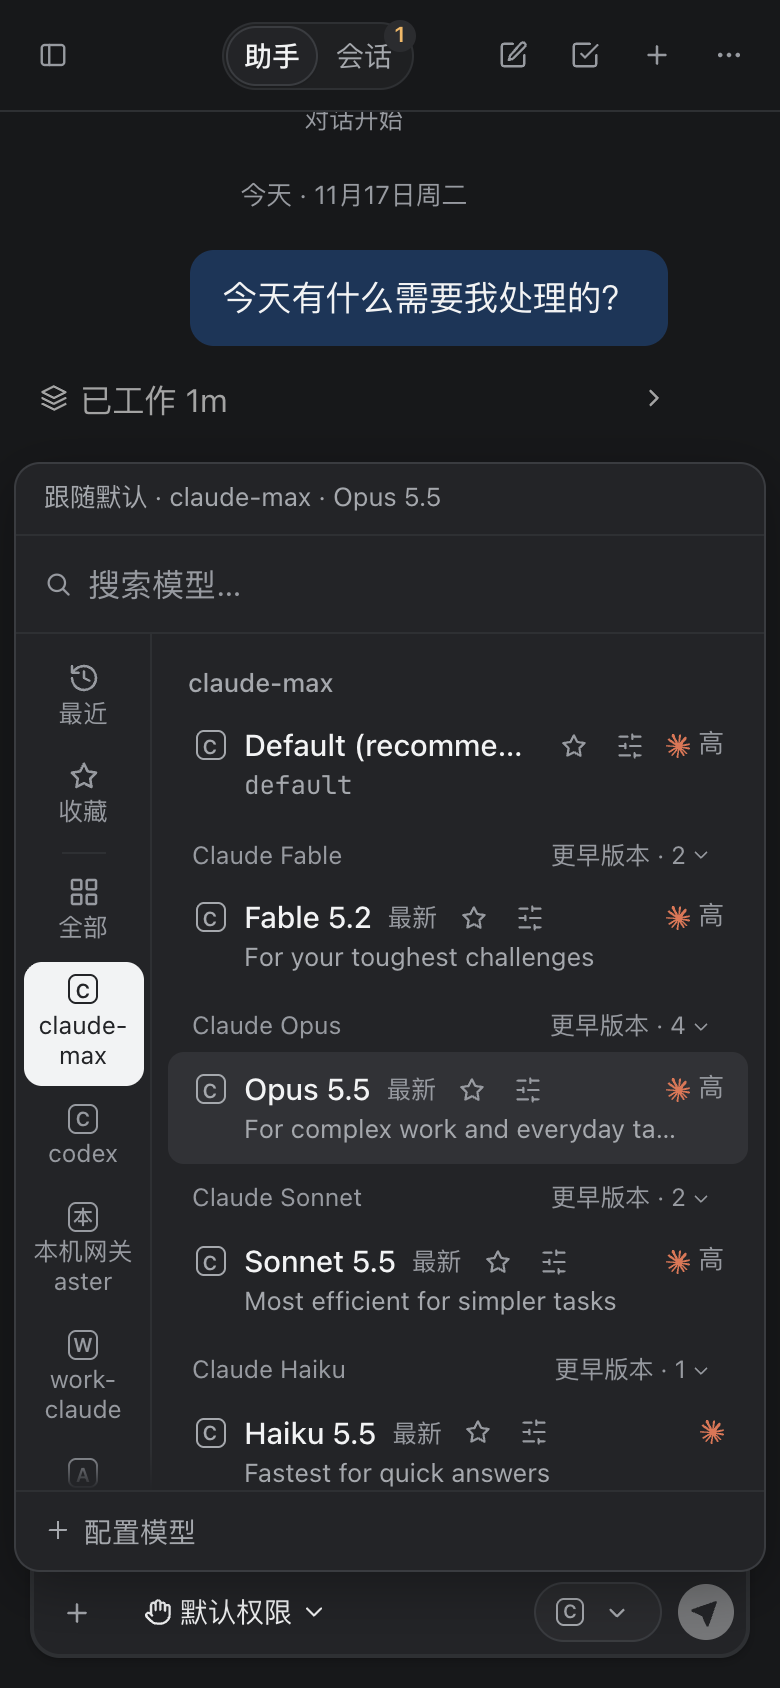 助手
会话
1
对话开始
今天 · 11月17日周二
今天有什么需要我处理的?
已工作 1m
跟随默认 · claude-max · Opus 5.5
搜索模型...
最近
收藏
全部
C
claude-
max
C
codex
本
本机网关
aster
W
work-
claude
A
claude-max
C Default (recomme... 高
default
Claude Fable 更早版本 · 2
C Fable 5.2 最新 高
For your toughest challenges
Claude Opus 更早版本 · 4
C Opus 5.5 最新 高
For complex work and everyday ta...
Claude Sonnet 更早版本 · 2
C Sonnet 5.5 最新 高
Most efficient for simpler tasks
Claude Haiku 更早版本 · 1
C Haiku 5.5 最新
Fastest for quick answers
配置模型
默认权限
C